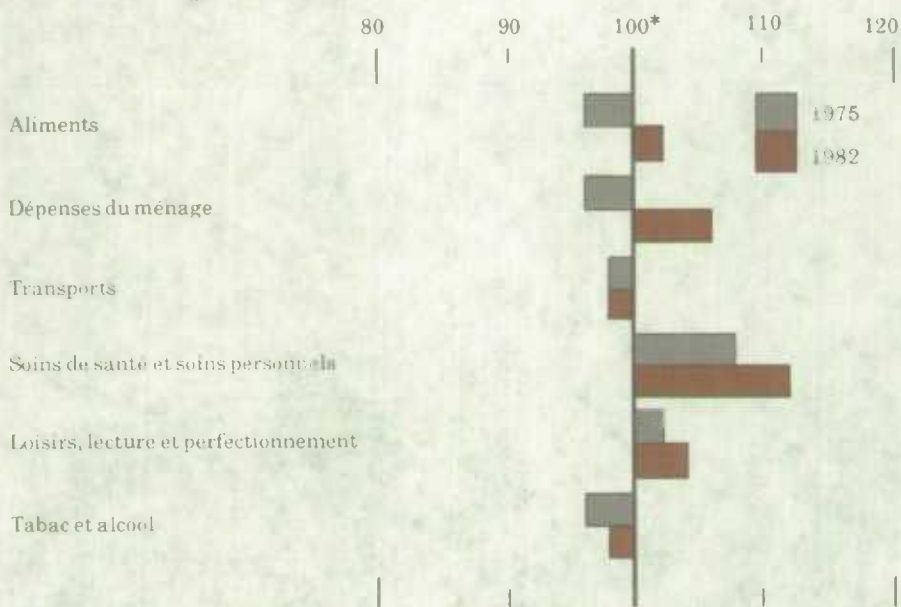 80 90 100* 110 120
1975
Aliments
1982
Dépenses du ménage
Transports
Soins de santé et soins personnels
Loisirs, lecture et perfectionnement
Tabac et alcool